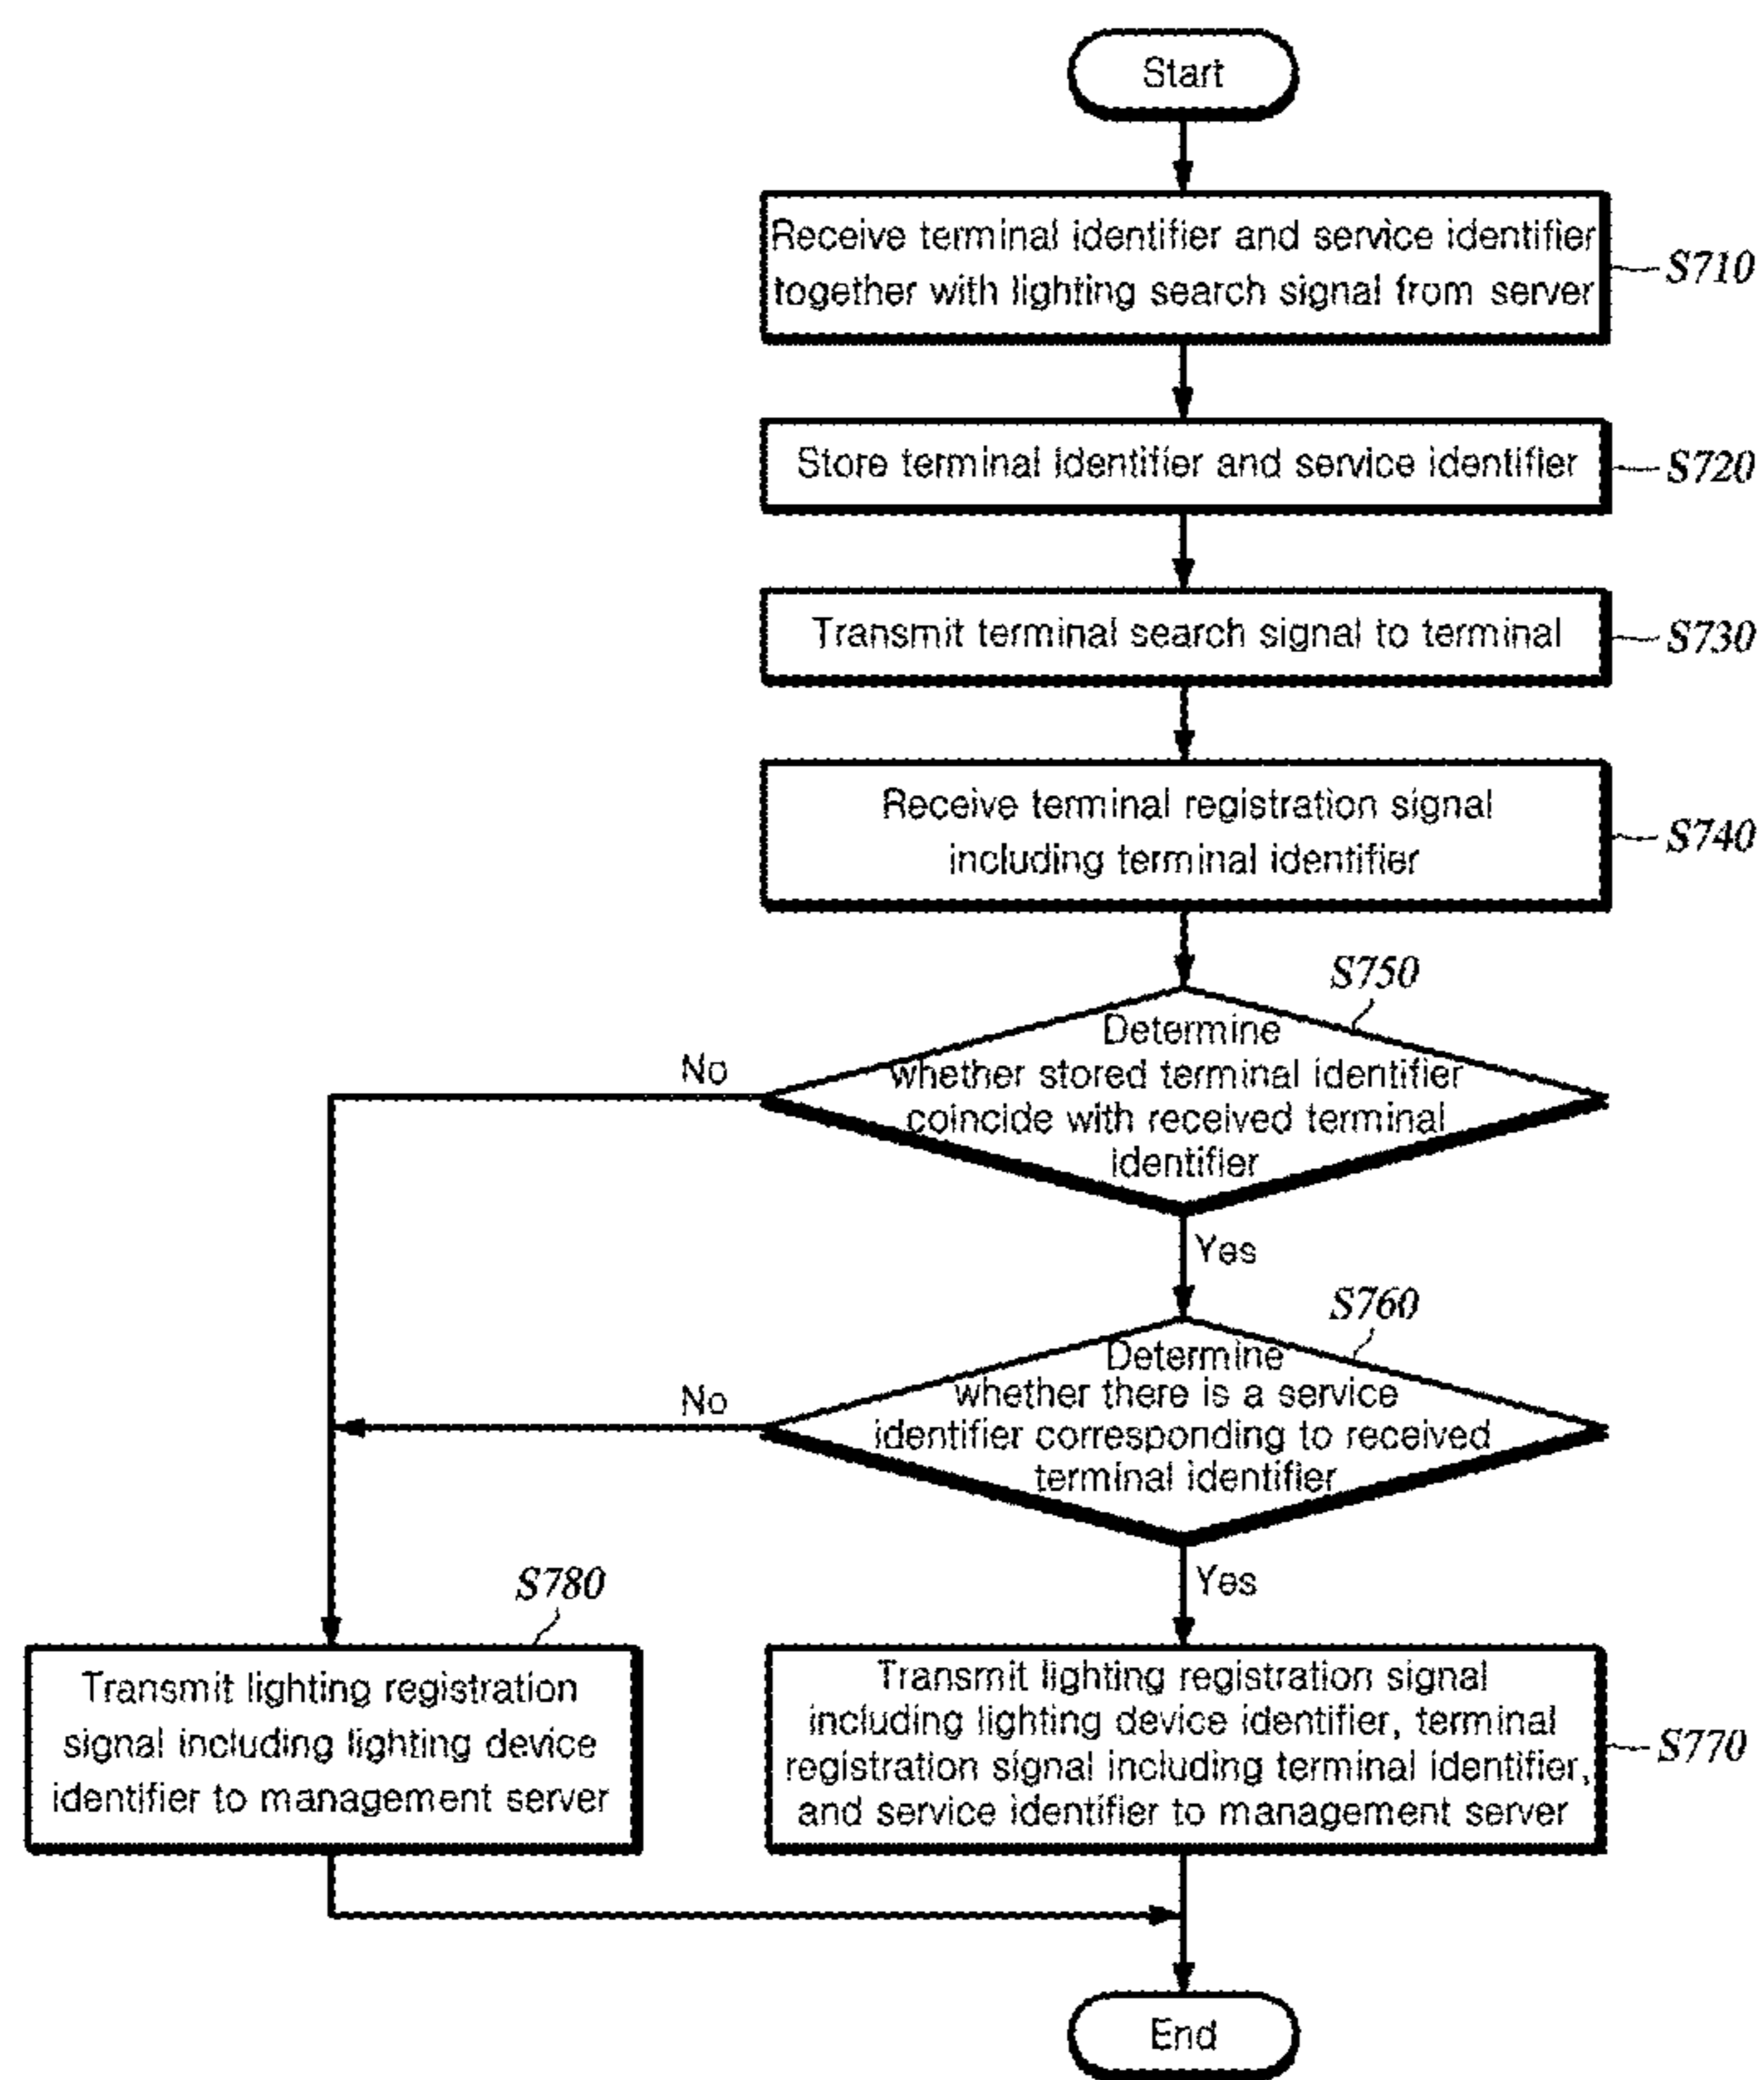 Start
Receive terminal identifier and service identifier
together with lighting search signal from server
S710
Store terminal identifier and service identifier
S720
Transmit terminal search signal to terminal
S730
Receive terminal registration signal
including terminal identifier
S740
S750
Determine
whether stored terminal identifier
coincide with received terminal
identifier
No
Yes
S760
Determine
whether there is a service
identifier corresponding to received
terminal identifier
No
Yes
S780
Transmit lighting registration
signal including lighting device
identifier to management server
Transmit lighting registration signal
including lighting device identifier, terminal
registration signal including terminal identifier,
and service identifier to management server
S770
End